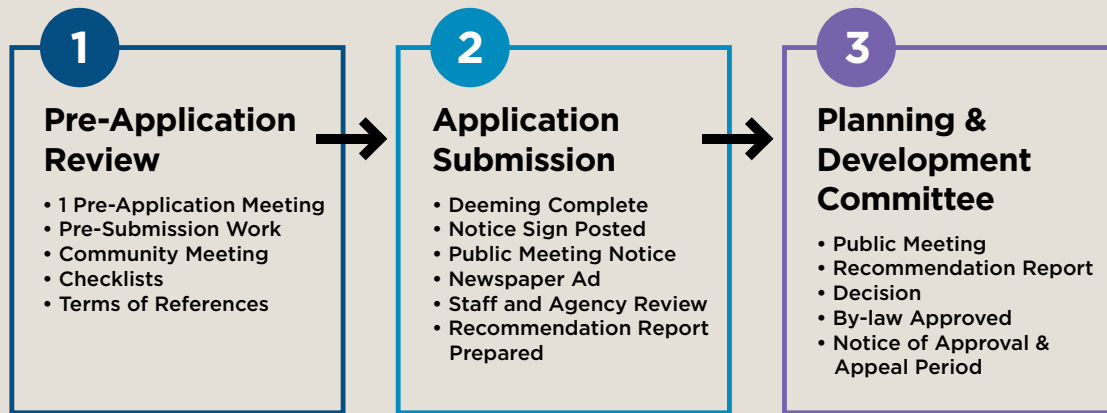 1
Pre-Application
Review
• 1 Pre-Application Meeting
• Pre-Submission Work
• Community Meeting
• Checklists
• Terms of References
2
Application
Submission
• Deeming Complete
• Notice Sign Posted
• Public Meeting Notice
• Newspaper Ad
• Staff and Agency Review
• Recommendation Report
Prepared
3
Planning &
Development
Committee
• Public Meeting
• Recommendation Report
• Decision
• By-law Approved
• Notice of Approval &
Appeal Period